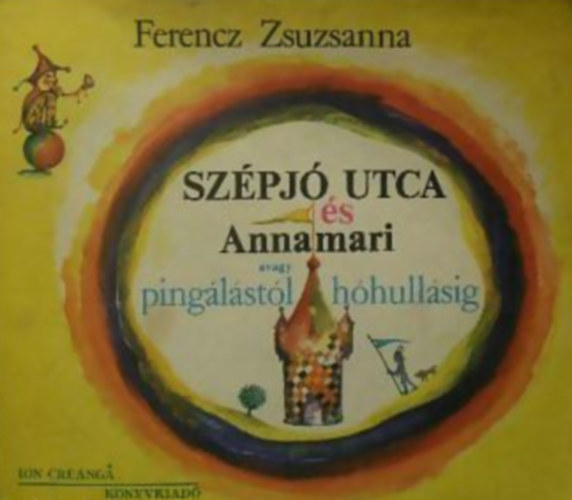 Ferencz Zsuzsanna
SZÉPJÓ UTCA
és
Annamari
avagy
pingálástól hóhullásig
ION CREANGĂ
KÖNYVKIADÓ